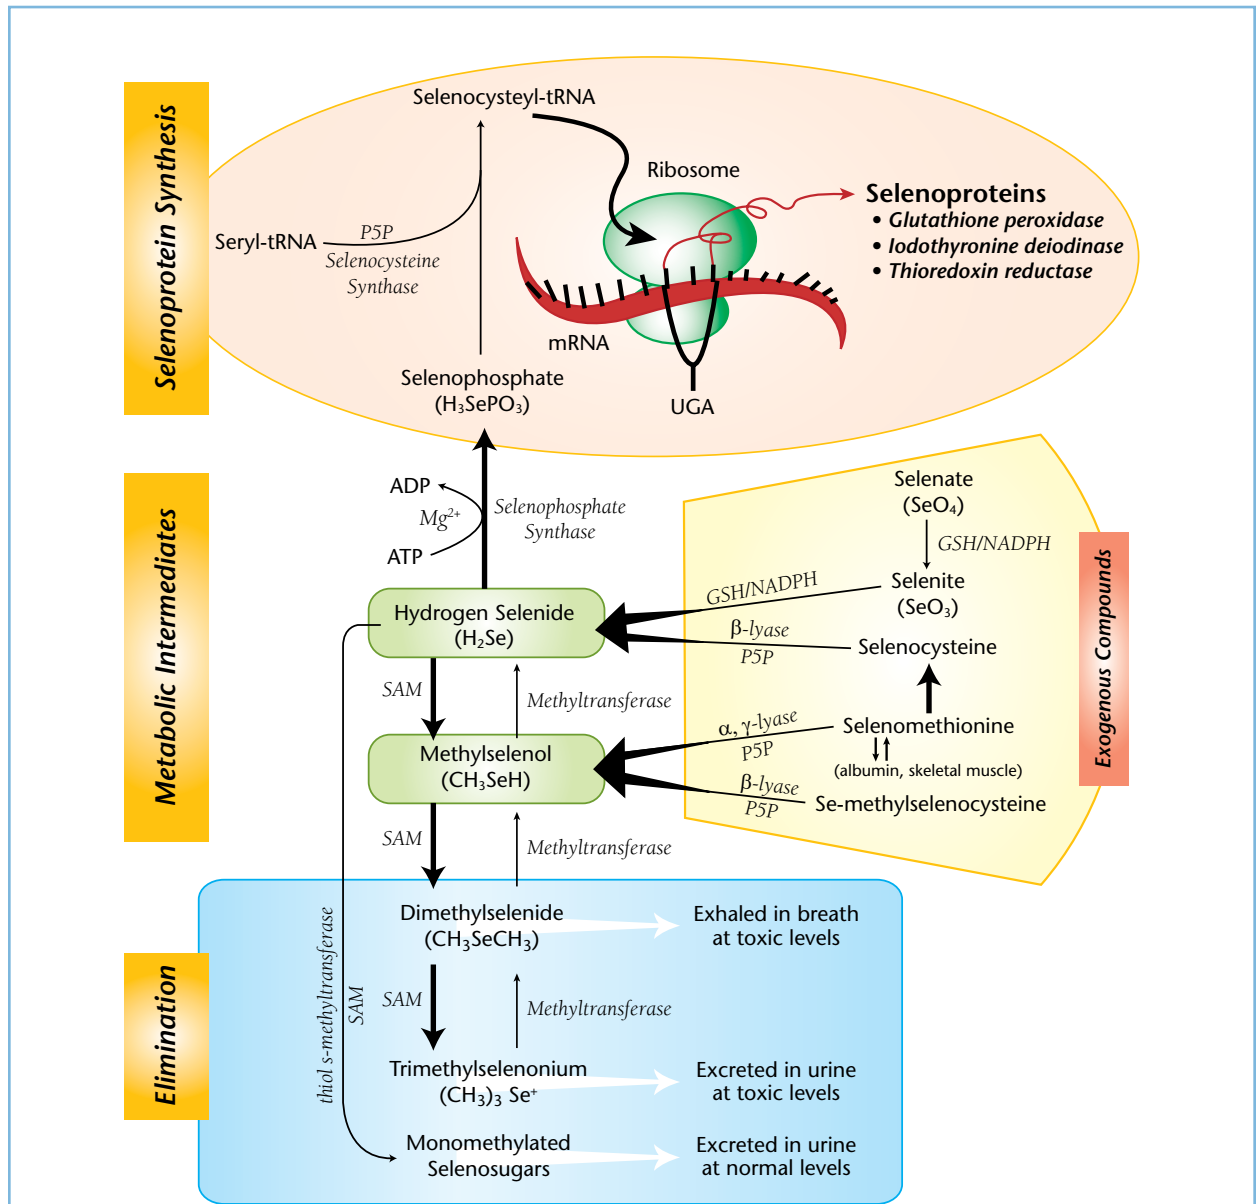 Selenoprotein Synthesis
Selenocysteyl-tRNA
Ribosome
Selenoproteins
• Glutathione peroxidase
• Iodothyronine deiodinase
• Thioredoxin reductase
Seryl-tRNA
P5P
Selenocysteine
Synthase
mRNA
UGA
Selenophosphate
(H₃SePO₃)
Metabolic Intermediates
ADP
Mg²⁺
ATP
Selenophosphate
Synthase
Hydrogen Selenide
(H₂Se)
SAM
Methyltransferase
Methylselenol
(CH₃SeH)
SAM
Methyltransferase
Exogenous Compounds
Selenate
(SeO₄)
GSH/NADPH
Selenite
(SeO₃)
GSH/NADPH
Selenocysteine
β-lyase
P5P
Selenomethionine
α, γ-lyase
P5P
(albumin, skeletal muscle)
Se-methylselenocysteine
β-lyase
P5P
Elimination
thiol s-methyltransferase
SAM
Dimethylselenide
(CH₃SeCH₃)
Exhaled in breath
at toxic levels
SAM
Methyltransferase
Trimethylselenonium
(CH₃)₃ Se⁺
Excreted in urine
at toxic levels
Monomethylated
Selenosugars
Excreted in urine
at normal levels